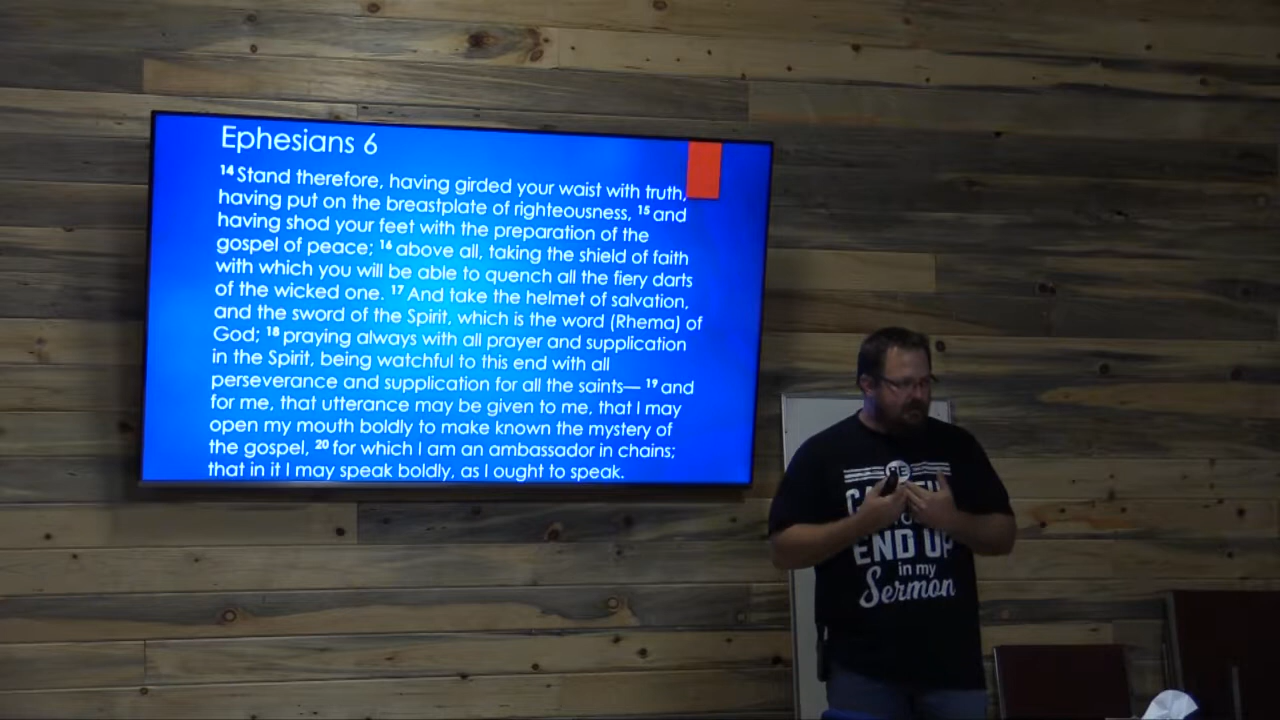 Ephesians 6
14 Stand therefore, having girded your waist with truth,
having put on the breastplate of righteousness, 15 and
having shod your feet with the preparation of the
gospel of peace; 16 above all, taking the shield of faith
with which you will be able to quench all the fiery darts
of the wicked one. 17 And take the helmet of salvation,
and the sword of the Spirit, which is the word (Rhema) of
God; 18 praying always with all prayer and supplication
in the Spirit, being watchful to this end with all
perseverance and supplication for all the saints— 19 and
for me, that utterance may be given to me, that I may
open my mouth boldly to make known the mystery of
the gospel, 20 for which I am an ambassador in chains;
that in it I may speak boldly, as I ought to speak.
END UP
in my
Sermon